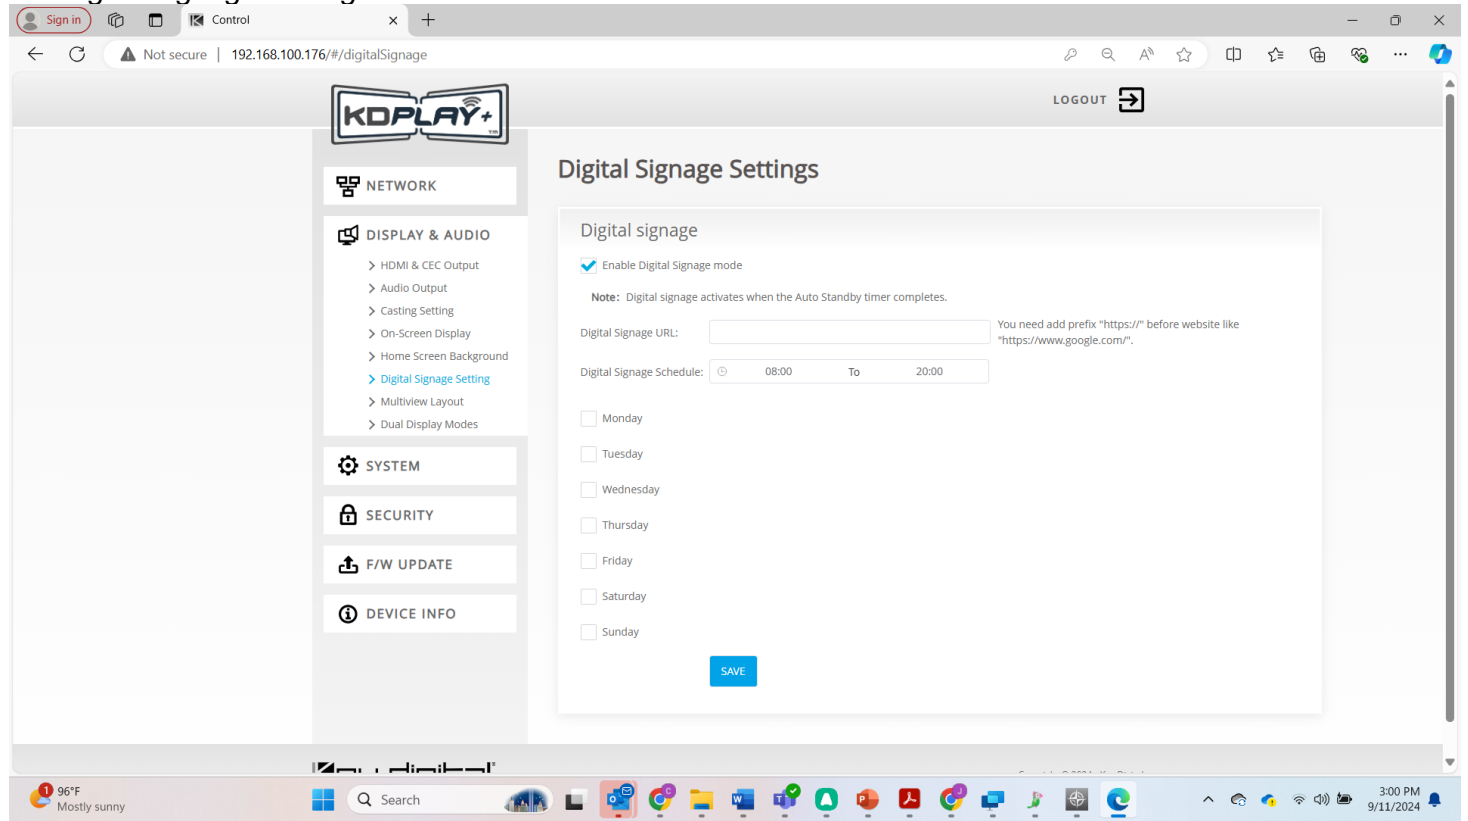 Sign in
Control
Not secure | 192.168.100.176/#/digitalSignage
KDPLAY+ TM
LOGOUT
Digital Signage Settings
NETWORK
DISPLAY & AUDIO
HDMI & CEC Output
Audio Output
Casting Setting
On-Screen Display
Home Screen Background
Digital Signage Setting
Multiview Layout
Dual Display Modes
SYSTEM
SECURITY
F/W UPDATE
DEVICE INFO
Digital signage
Enable Digital Signage mode
Note: Digital signage activates when the Auto Standby timer completes.
Digital Signage URL:
You need add prefix "https://" before website like
"https://www.google.com/".
Digital Signage Schedule: 08:00 To 20:00
Monday
Tuesday
Wednesday
Thursday
Friday
Saturday
Sunday
SAVE
1
96°F
Mostly sunny
Search
3:00 PM
9/11/2024